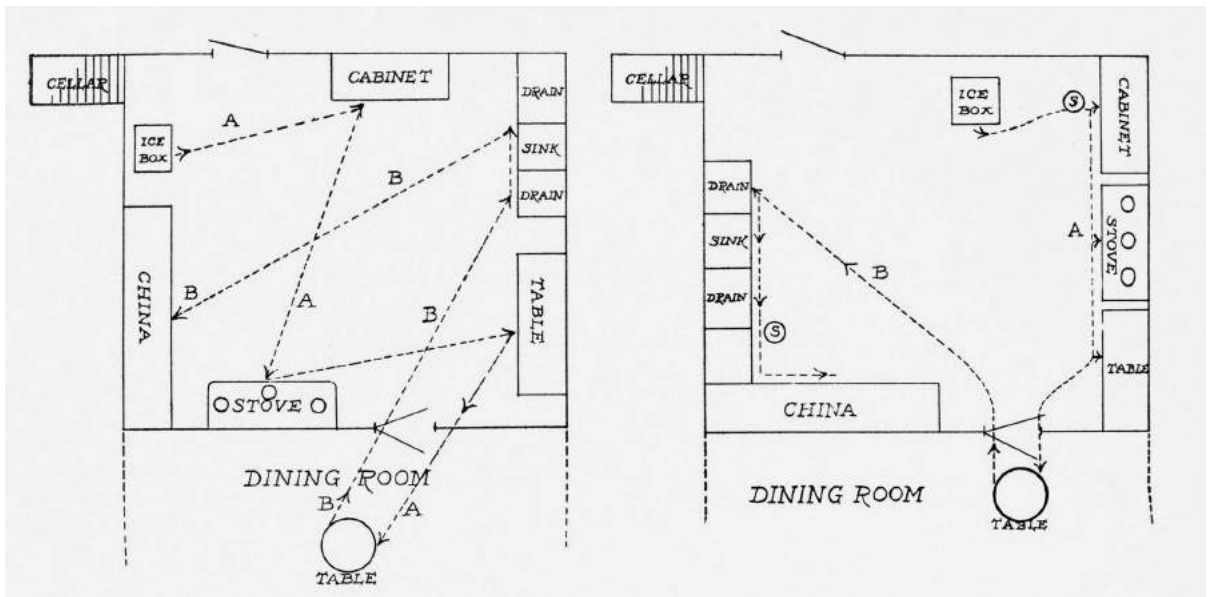 CELLAR
CABINET
DRAIN
A
ICE
BOX
SINK
B
DRAIN
B
CHINA
A
B
TABLE
STOVE
DINING ROOM
B
A
TABLE
CELLAR
ICE
BOX
S
CABINET
DRAIN
SINK
A
STOVE
B
DRAIN
S
TABLE
CHINA
DINING ROOM
TABLE